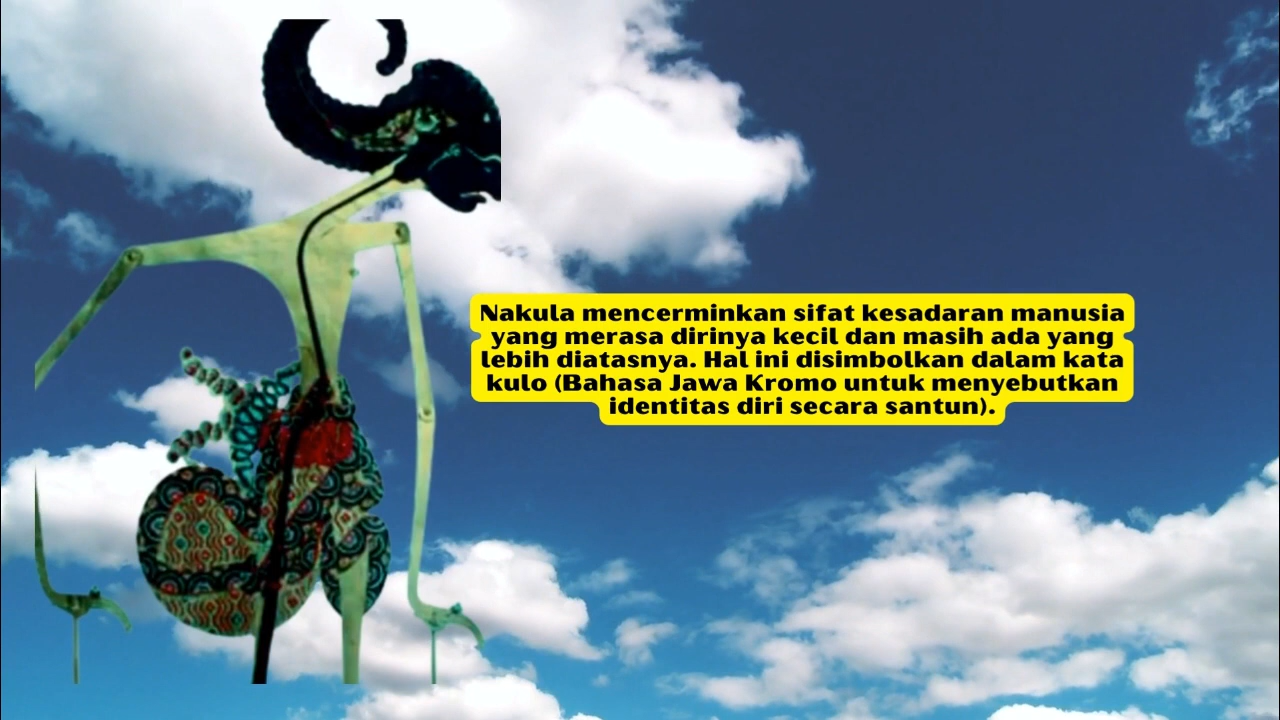 Nakula mencerminkan sifat kesadaran manusia
yang merasa dirinya kecil dan masih ada yang
lebih diatasnya. Hal ini disimbolkan dalam kata
kulo (Bahasa Jawa Kromo untuk menyebutkan
identitas diri secara santun).